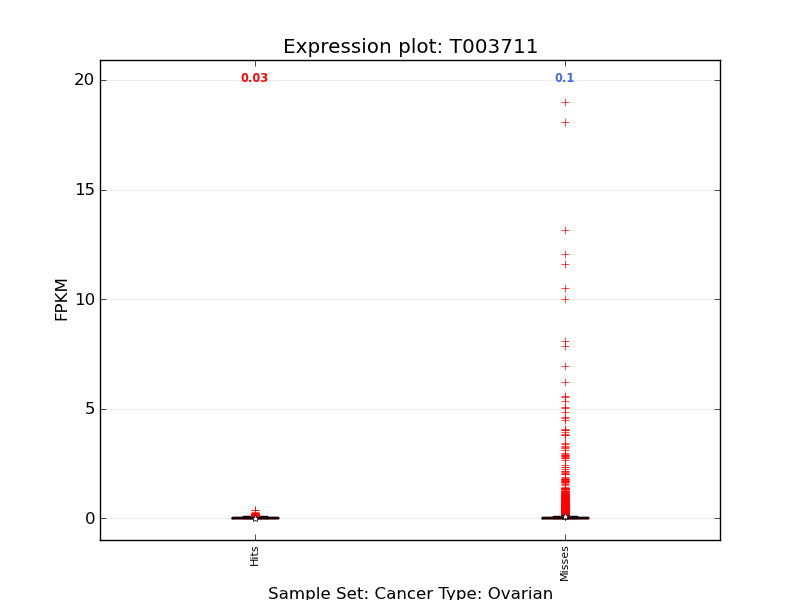 Expression plot: T003711
0.03
0.1
20
15
10
5
0
FPKM
Hits
Misses
Sample Set: Cancer Type: Ovarian